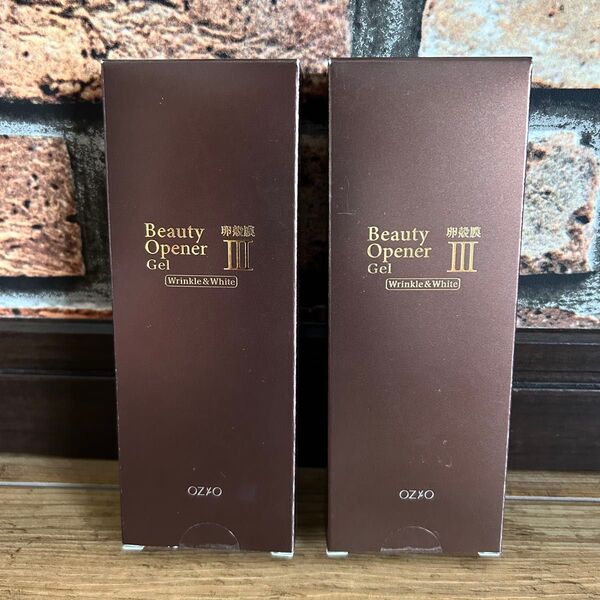 Beauty
Opener
Gel
卵殻膜
III
Wrinkle & White
OZIO
Beauty
Opener
Gel
卵殻膜
III
Wrinkle & White
OZIO